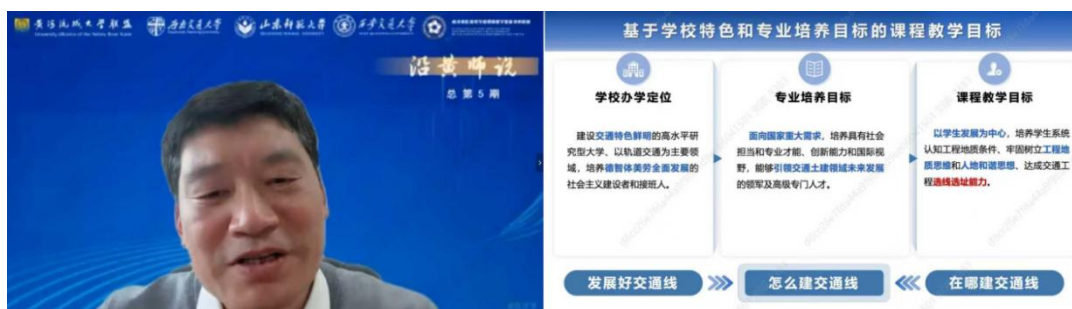 黄河流域大学联盟
University Alliance of the Yellow River Basin
西南交通大学
山东师范大学
西安交通大学
沿黄师说
总第5期
基于学校特色和专业培养目标的课程教学目标
学校办学定位
建设交通特色鲜明的高水平研
究型大学、以轨道交通为主要领
域，培养德智体美劳全面发展的
社会主义建设者和接班人。
专业培养目标
面向国家重大需求，培养具有社会
担当和专业才能、创新能力和国际视
野，能够引领交通土建领域未来发展
的领军及高级专门人才。
课程教学目标
以学生发展为中心，培养学生系统
认知工程地质条件、牢固树立工程地
质思维和人地和谐思想、达成交通工
程选线选址能力。
发展好交通线
怎么建交通线
在哪建交通线